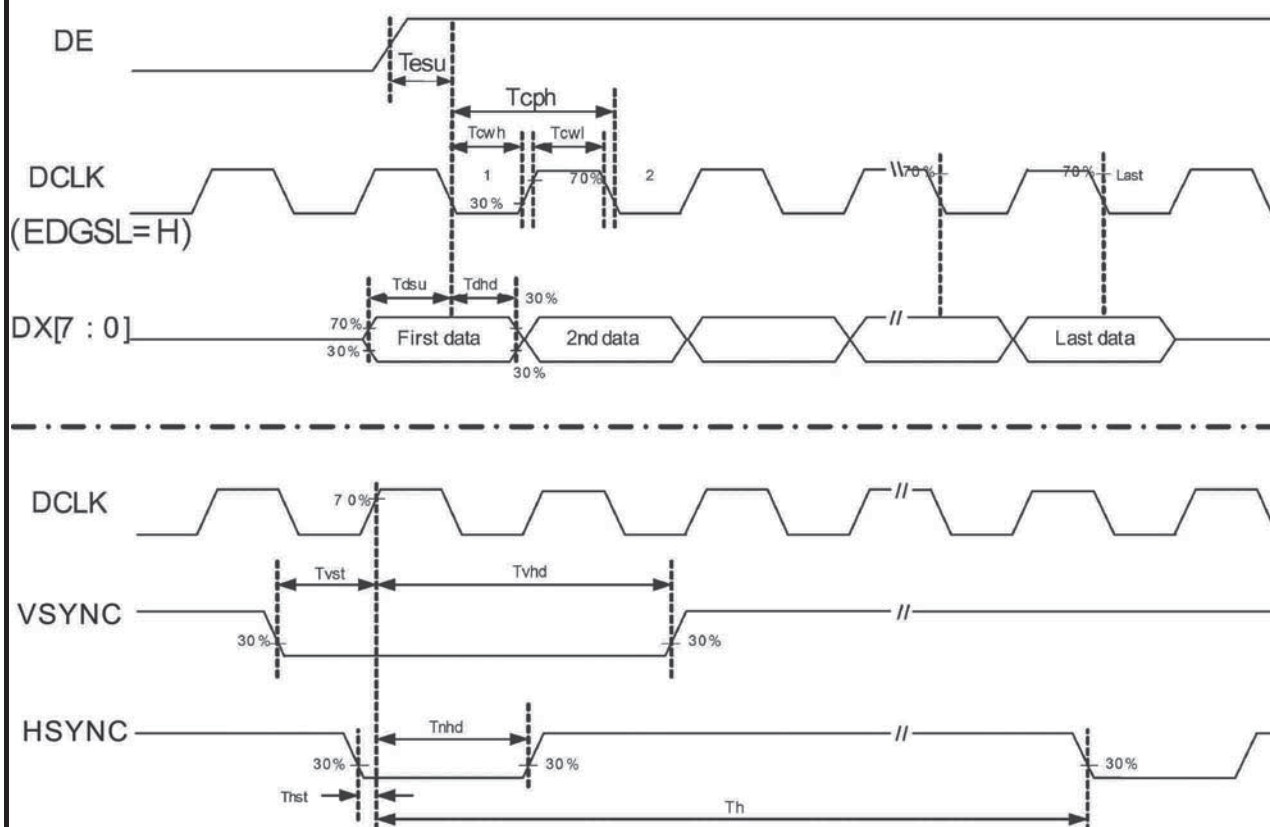 DE
Tesu
Tcph
Tcwh
Tcwl
DCLK
1
70%
2
\\
70%
70%
Last
30%
(EDGSL=H)
Tdsu
Tdhd
30%
DX[7 : 0]
70%
First data
2nd data
//
Last data
30%
30%
DCLK
70%
//
Tvst
Tvhd
VSYNC
//
30%
30%
HSYNC
Tnhd
//
30%
30%
30%
Thst
Th